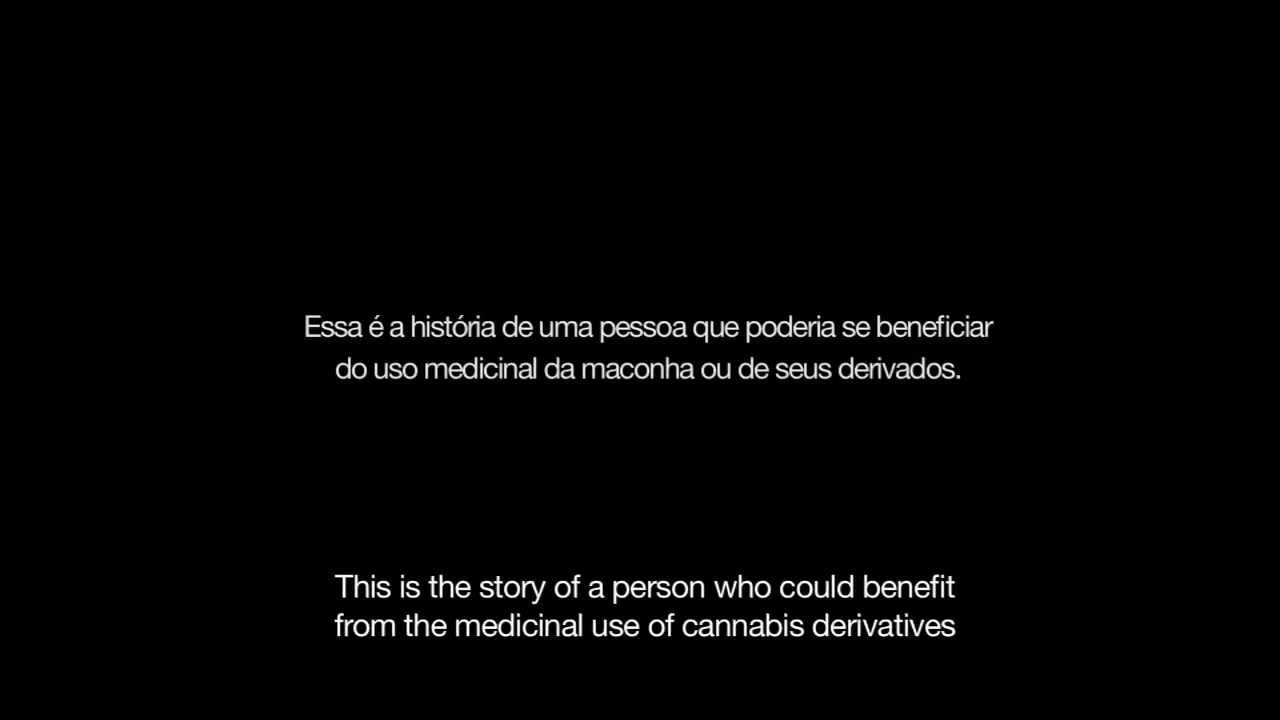 Essa é a história de uma pessoa que poderia se beneficiar
do uso medicinal da maconha ou de seus derivados.
This is the story of a person who could benefit
from the medicinal use of cannabis derivatives